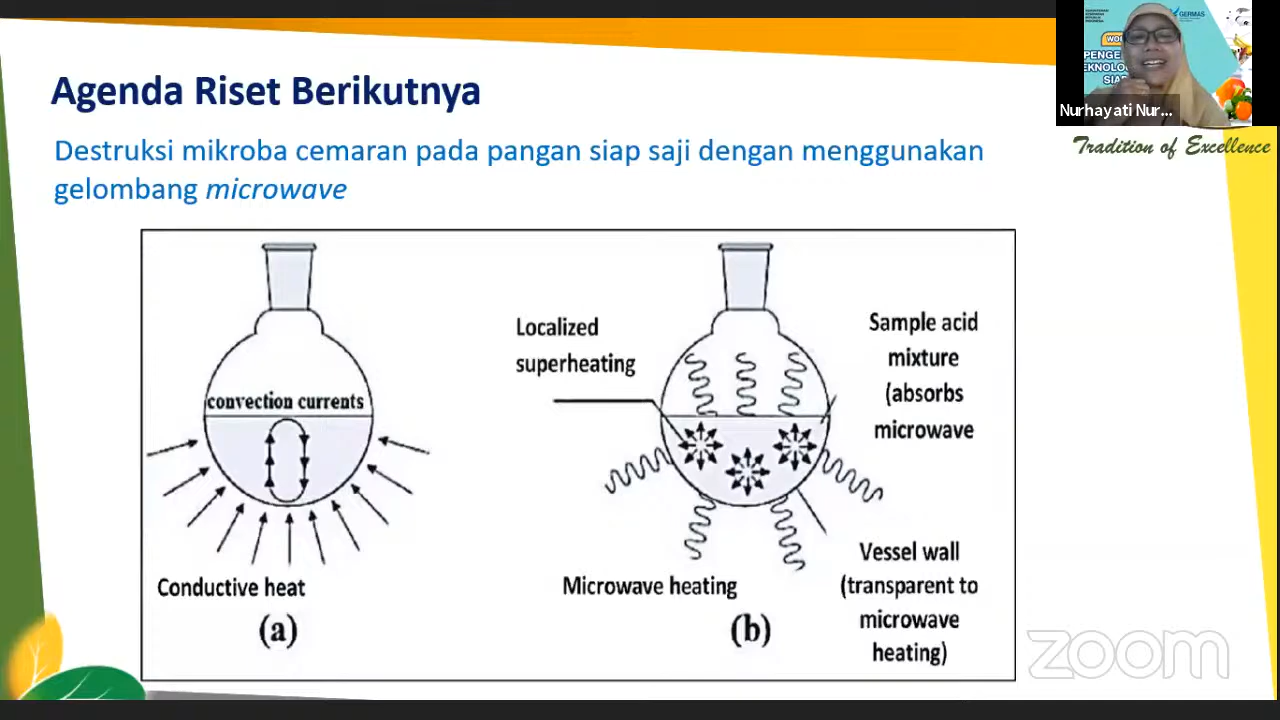 Agenda Riset Berikutnya
Destruksi mikroba cemaran pada pangan siap saji dengan menggunakan
gelombang microwave
GERMAS
Nurhayati Nur...
Tradition of Excellence
convection currents
Conductive heat
(a)
Localized
superheating
Sample acid
mixture
(absorbs
microwave
Microwave heating
(b)
Vessel wall
(transparent to
microwave
heating)
zoom